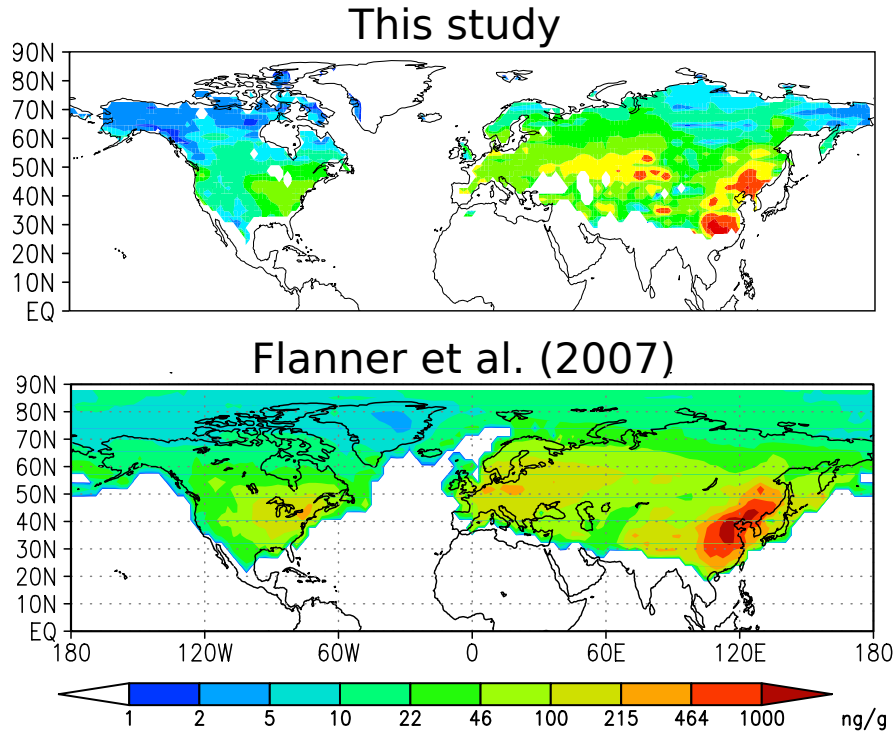 This study
90N
80N
70N
60N
50N
40N
30N
20N
10N
EQ
Flanner et al. (2007)
90N
80N
70N
60N
50N
40N
30N
20N
10N
EQ
180 120W 60W 0 60E 120E 180
1 2 5 10 22 46 100 215 464 1000 ng/g